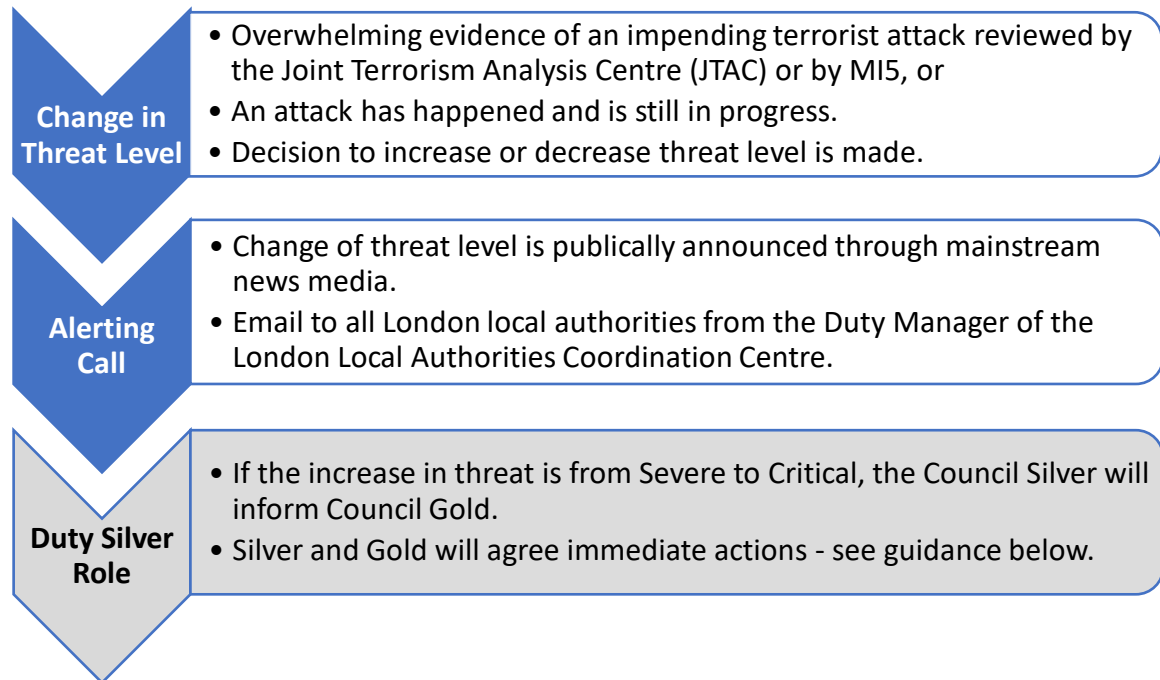 Change in
Threat Level
• Overwhelming evidence of an impending terrorist attack reviewed by
the Joint Terrorism Analysis Centre (JTAC) or by MI5, or
• An attack has happened and is still in progress.
• Decision to increase or decrease threat level is made.
Alerting
Call
• Change of threat level is publically announced through mainstream
news media.
• Email to all London local authorities from the Duty Manager of the
London Local Authorities Coordination Centre.
Duty Silver
Role
• If the increase in threat is from Severe to Critical, the Council Silver will
inform Council Gold.
• Silver and Gold will agree immediate actions - see guidance below.